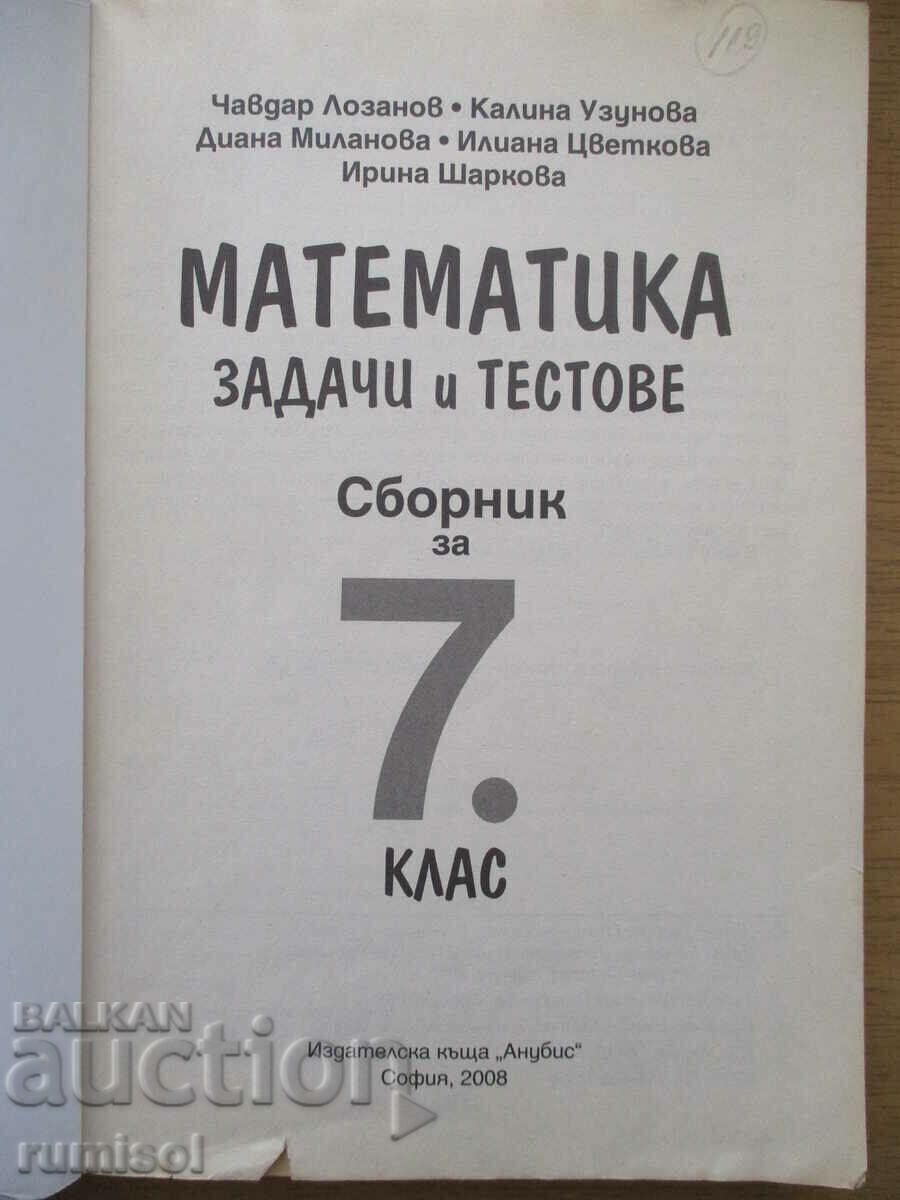 112
Чавдар Лозанов • Калина Узунова
Диана Миланова • Илиана Цветкова
Ирина Шаркова
МАТЕМАТИКА
ЗАДАЧИ и ТЕСТОВЕ
Сборник
за
7.
КЛАС
Издателска къща „Анубис“
София, 2008
BALKAN
auction
rumisol